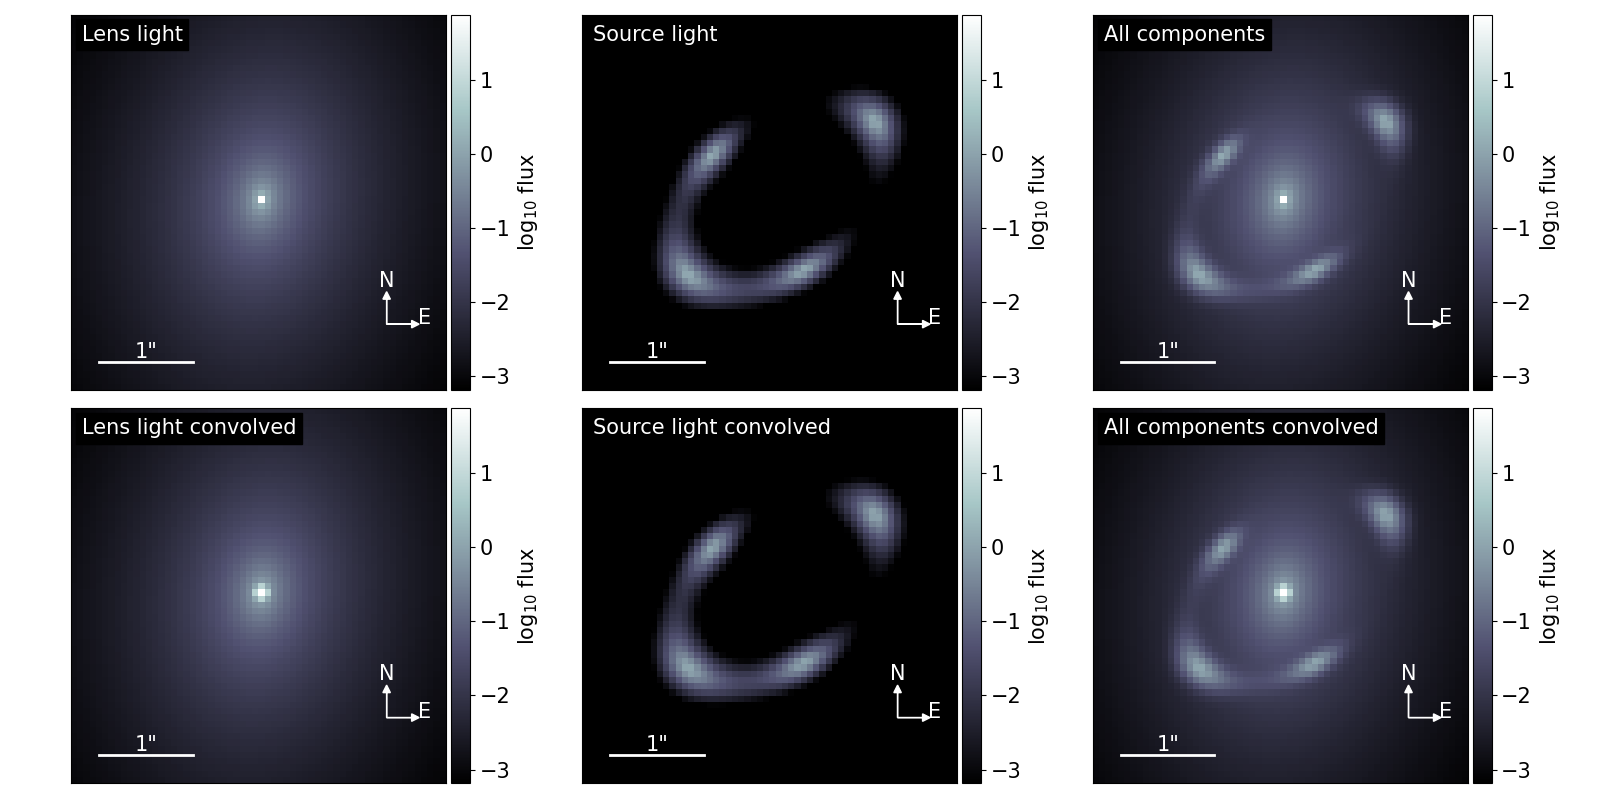 Lens light
1
0
−1
−2
−3
log₁₀ flux
N
E
1"
Source light
1
0
−1
−2
−3
log₁₀ flux
N
E
1"
All components
1
0
−1
−2
−3
log₁₀ flux
N
E
1"
Lens light convolved
1
0
−1
−2
−3
log₁₀ flux
N
E
1"
Source light convolved
1
0
−1
−2
−3
log₁₀ flux
N
E
1"
All components convolved
1
0
−1
−2
−3
log₁₀ flux
N
E
1"